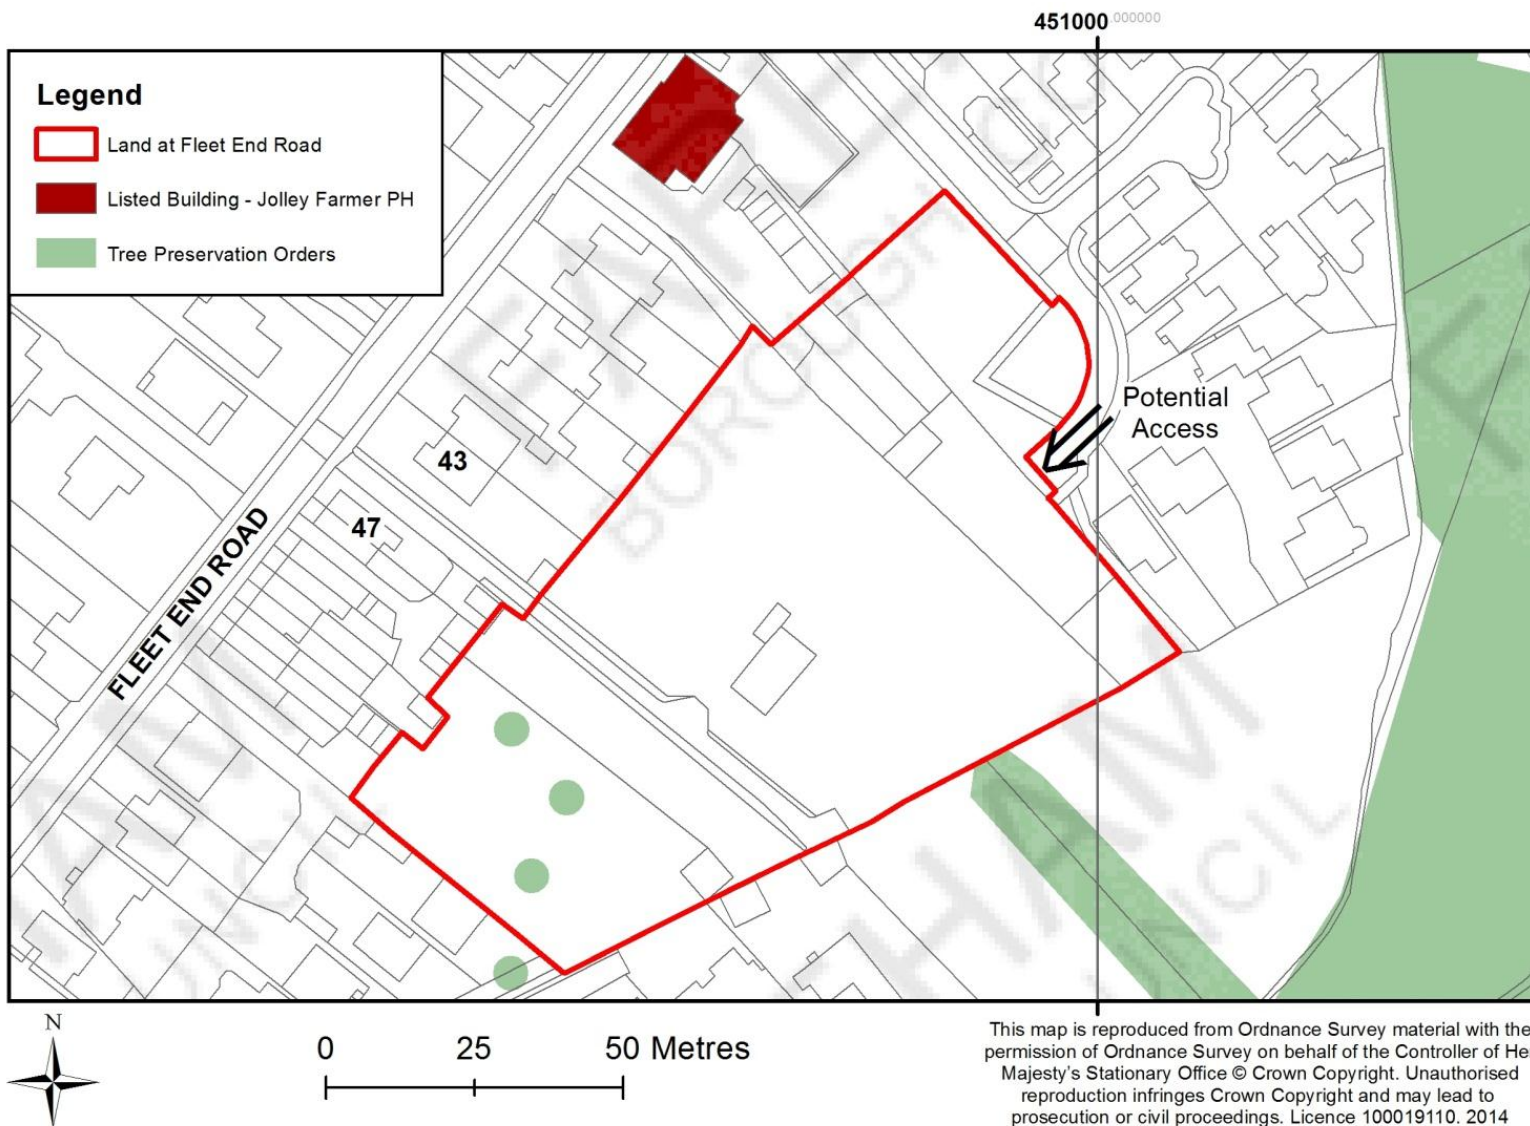 451000.000000
Legend
Land at Fleet End Road
Listed Building - Jolley Farmer PH
Tree Preservation Orders
Potential
Access
43
47
FLEET END ROAD
FAREHAM
BOROUGH COUNCIL
N
0 25 50 Metres
This map is reproduced from Ordnance Survey material with the
permission of Ordnance Survey on behalf of the Controller of He
Majesty's Stationary Office © Crown Copyright. Unauthorised
reproduction infringes Crown Copyright and may lead to
prosecution or civil proceedings. Licence 100019110. 2014